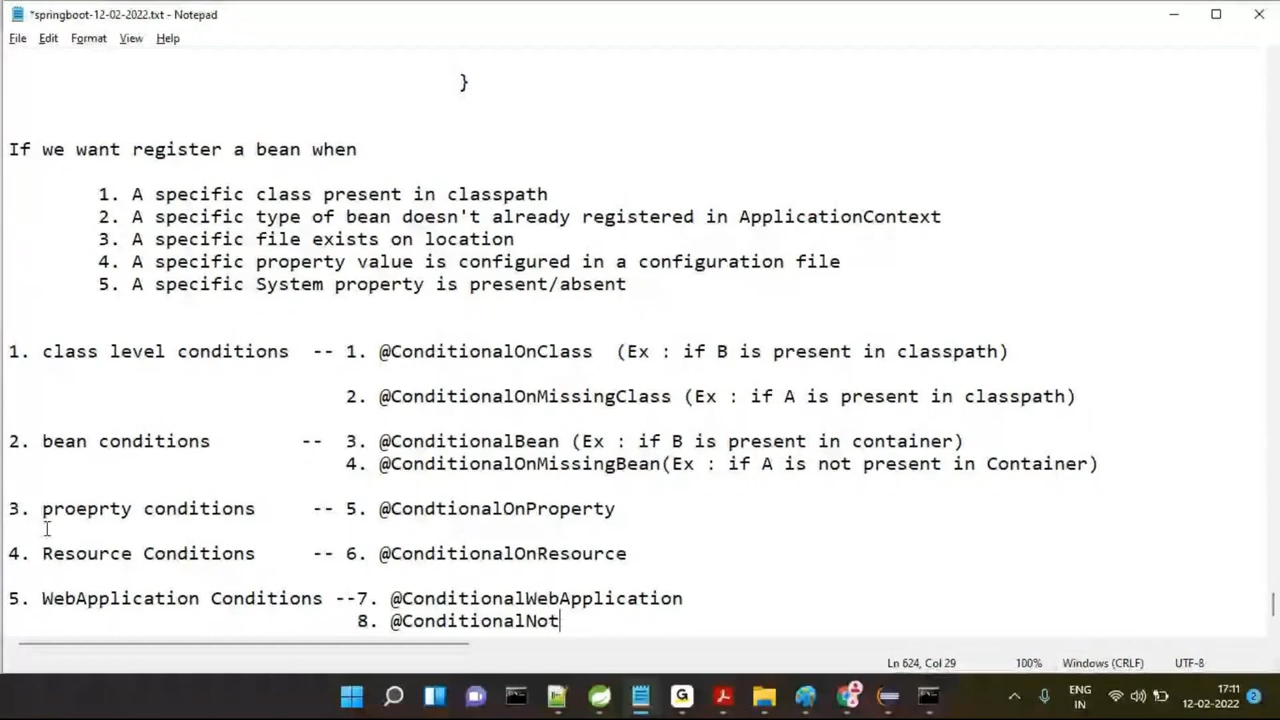 *springboot-12-02-2022.txt - Notepad
File Edit Format View Help
}
If we want register a bean when
1. A specific class present in classpath
2. A specific type of bean doesn't already registered in ApplicationContext
3. A specific file exists on location
4. A specific property value is configured in a configuration file
5. A specific System property is present/absent
1. class level conditions -- 1. @ConditionalOnClass (Ex : if B is present in classpath)
2. @ConditionalOnMissingClass (Ex : if A is present in classpath)
2. bean conditions -- 3. @ConditionalBean (Ex : if B is present in container)
4. @ConditionalOnMissingBean(Ex : if A is not present in Container)
3. proeprty conditions -- 5. @CondtionalOnProperty
4. Resource Conditions -- 6. @ConditionalOnResource
5. WebApplication Conditions --7. @ConditionalWebApplication
8. @ConditionalNot
Ln 624, Col 29 100% Windows (CRLF) UTF-8
ENG 17:11
IN 12-02-2022 2